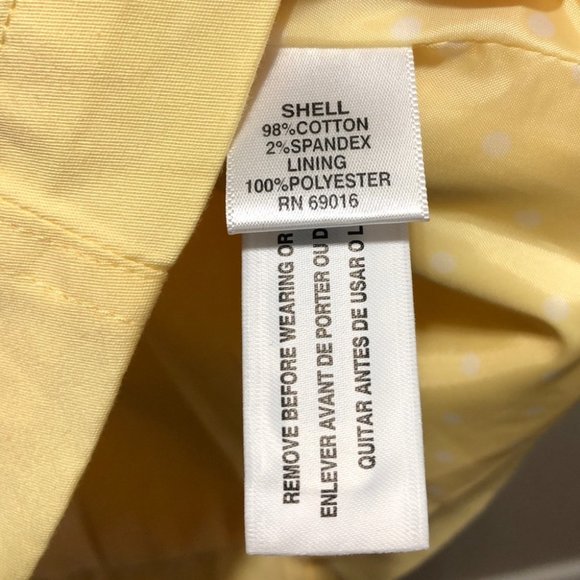 SHELL
98%COTTON
2%SPANDEX
LINING
100%POLYESTER
RN 69016
REMOVE BEFORE WEARING OR
ENLEVER AVANT DE PORTER OU D
QUITAR ANTES DE USAR O L